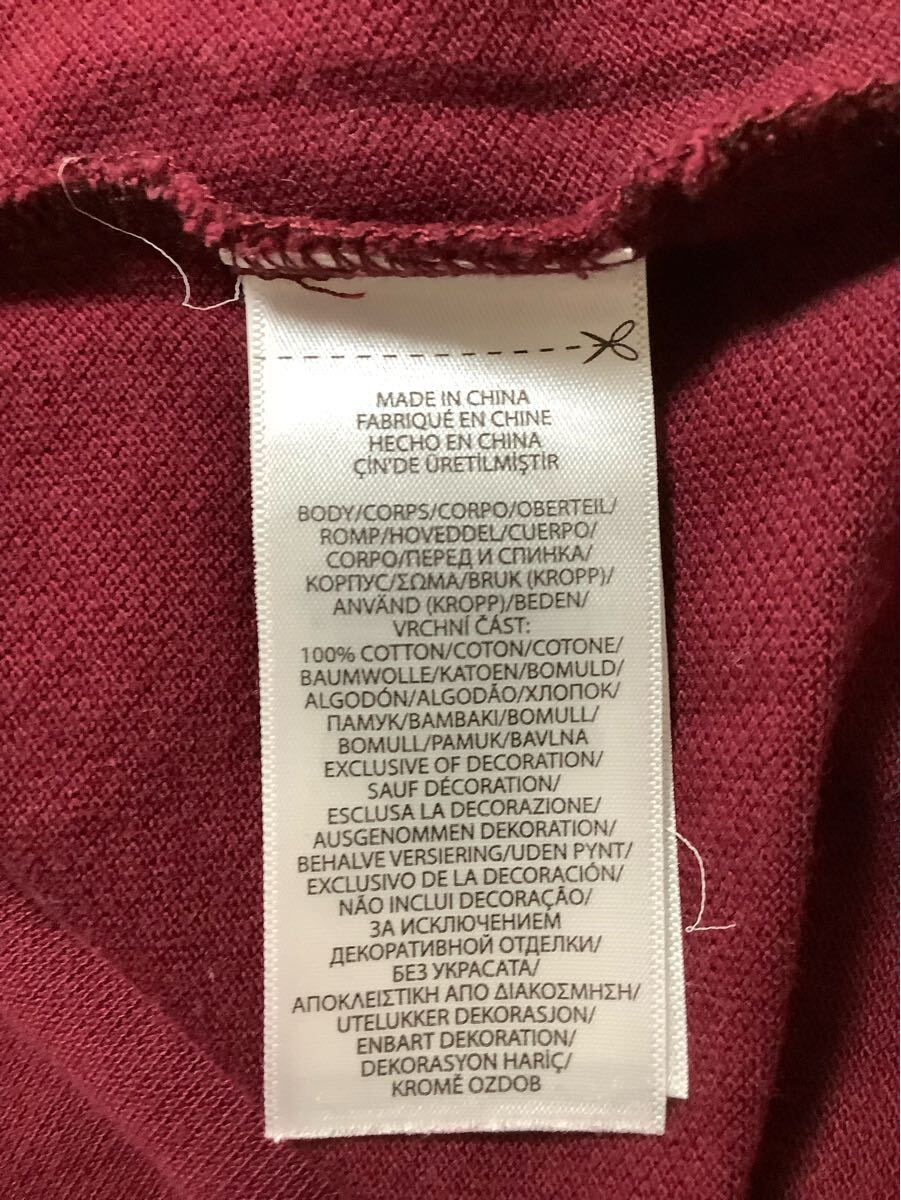 MADE IN CHINA
FABRIQUÉ EN CHINE
HECHO EN CHINA
ÇİN'DE ÜRETİLMİŞTİR
BODY/CORPS/CORPO/OBERTEIL/
ROMP/HOVEDDEL/CUERPO/
CORPO/ПЕРЕД И СПИНКА/
КОРПУС/ΣΩΜΑ/BRUK (KROPP)/
ANVÄND (KROPP)/BEDEN/
VRCHNÍ ČÁST:
100% COTTON/COTON/COTONE/
BAUMWOLLE/KATOEN/BOMULD/
ALGODÓN/ALGODÃO/ХЛОПОК/
ПАМУК/ΒΑΜΒΑΚΙ/BOMULL/
BOMULL/PAMUK/BAVLNA
EXCLUSIVE OF DECORATION/
SAUF DÉCORATION/
ESCLUSA LA DECORAZIONE/
AUSGENOMMEN DEKORATION/
BEHALVE VERSIERING/UDEN PYNT/
EXCLUSIVO DE LA DECORACIÓN/
NÃO INCLUI DECORAÇÃO/
ЗА ИСКЛЮЧЕНИЕМ
ДЕКОРАТИВНОЙ ОТДЕЛКИ/
БЕЗ УКРАСАТА/
ΑΠΟΚΛΕΙΣΤΙΚΗ ΑΠΟ ΔΙΑΚΟΣΜΗΣΗ/
UTELUKKER DEKORASJON/
ENBART DEKORATION/
DEKORASYON HARİÇ/
KROMĚ OZDOB